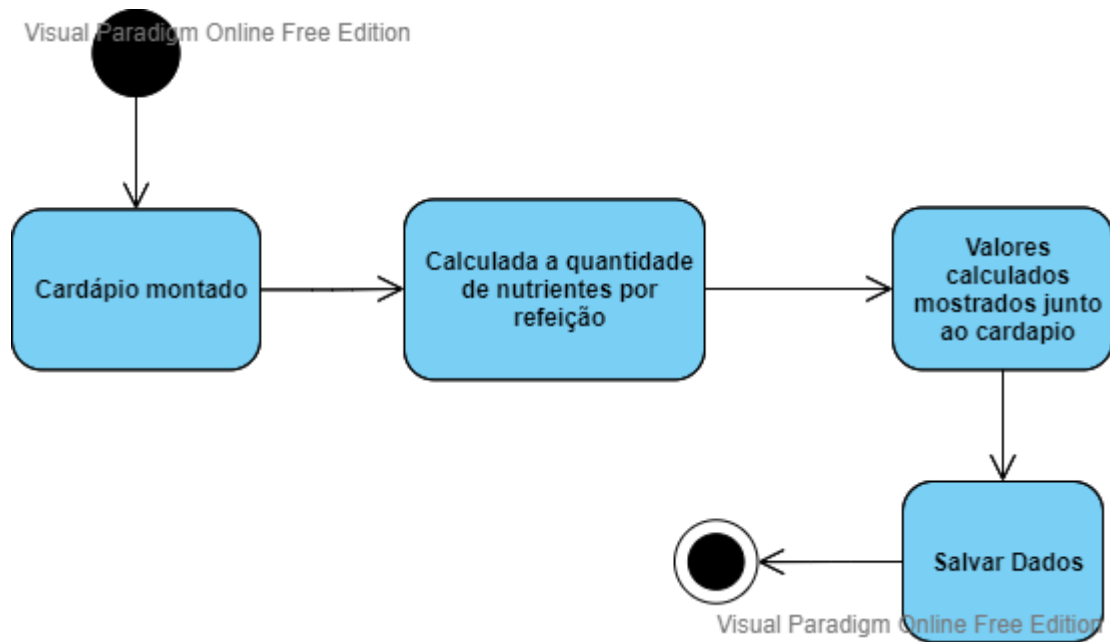 Visual Paradigm Online Free Edition
Cardápio montado
Calculada a quantidade
de nutrientes por
refeição
Valores
calculados
mostrados junto
ao cardapio
Salvar Dados
Visual Paradigm Online Free Edition